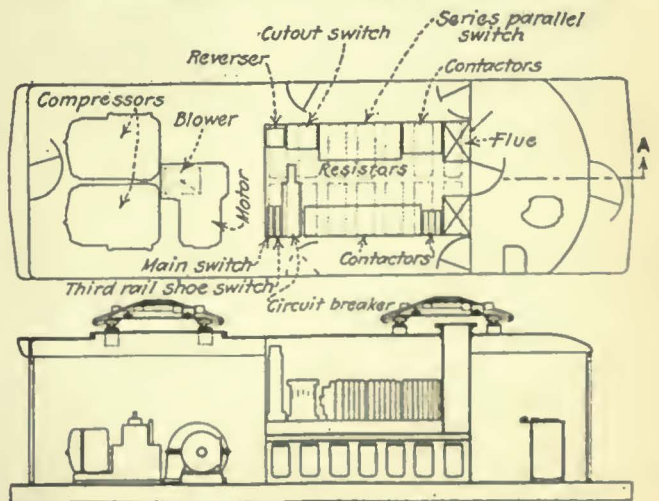 Series parallel
switch
Cutout switch
Reverser
Contactors
Compressors
Blower
Flue
A
Resistors
Motor
Main switch
Contactors
Third rail shoe switch
Circuit breaker